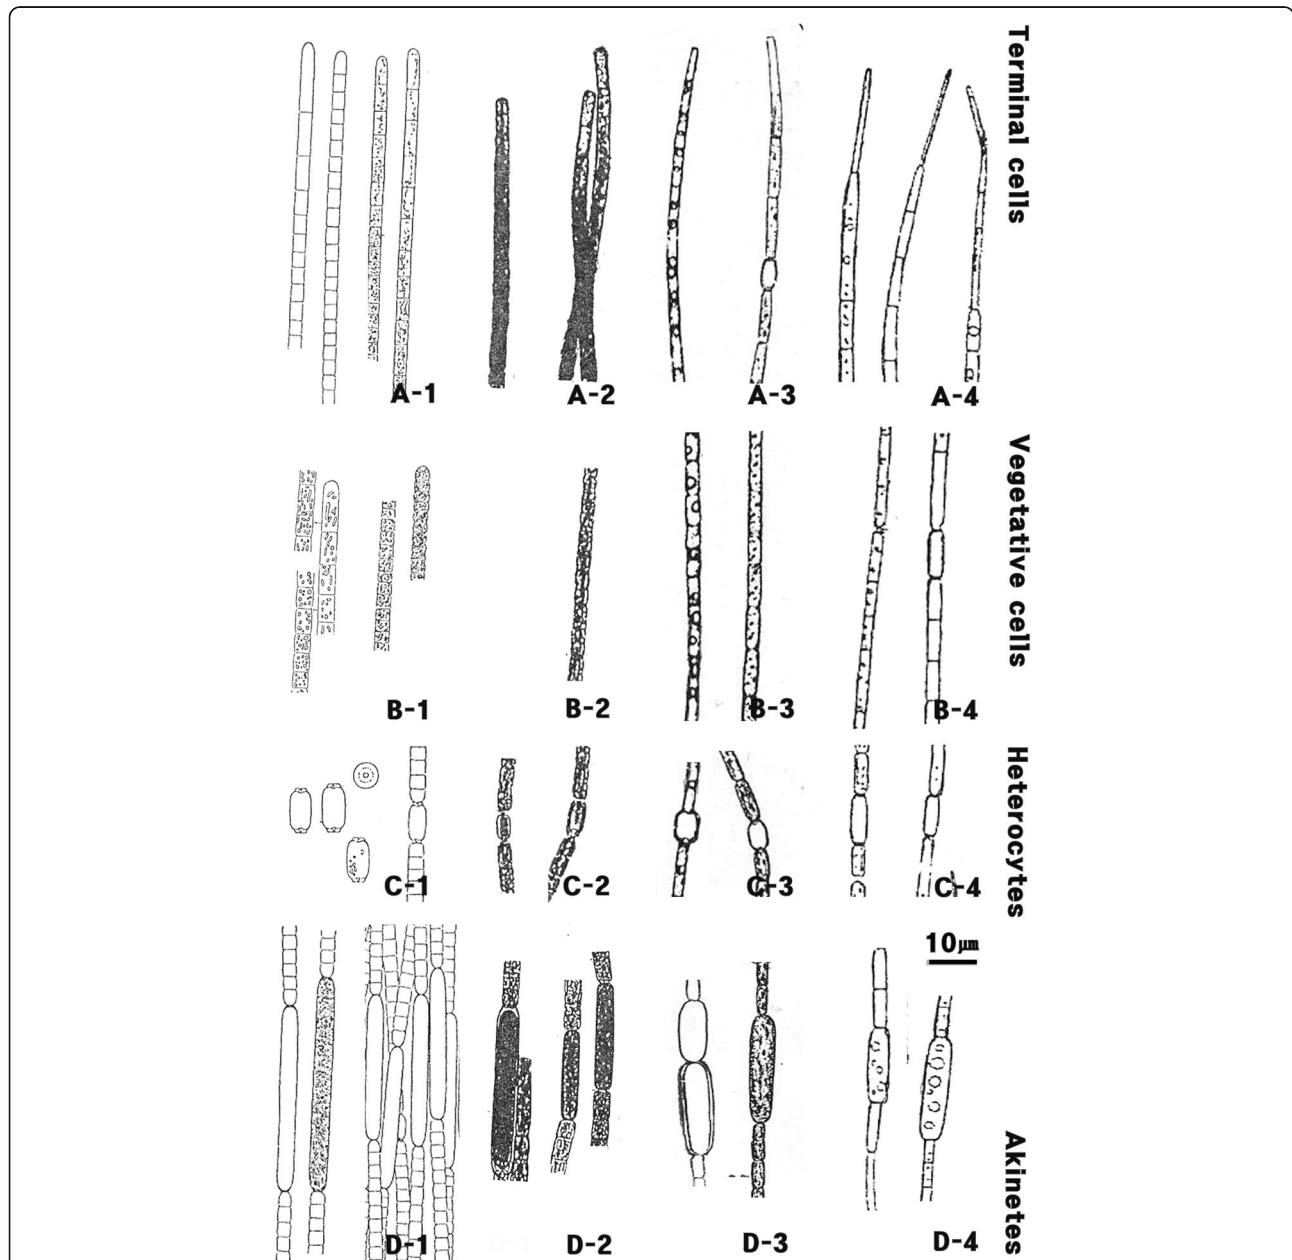 Terminal cells
A-1 A-2 A-3 A-4
Vegetative cells
B-1 B-2 B-3 B-4
Heterocytes
C-1 C-2 C-3 C-4
10㎛
Akinetes
D-1 D-2 D-3 D-4